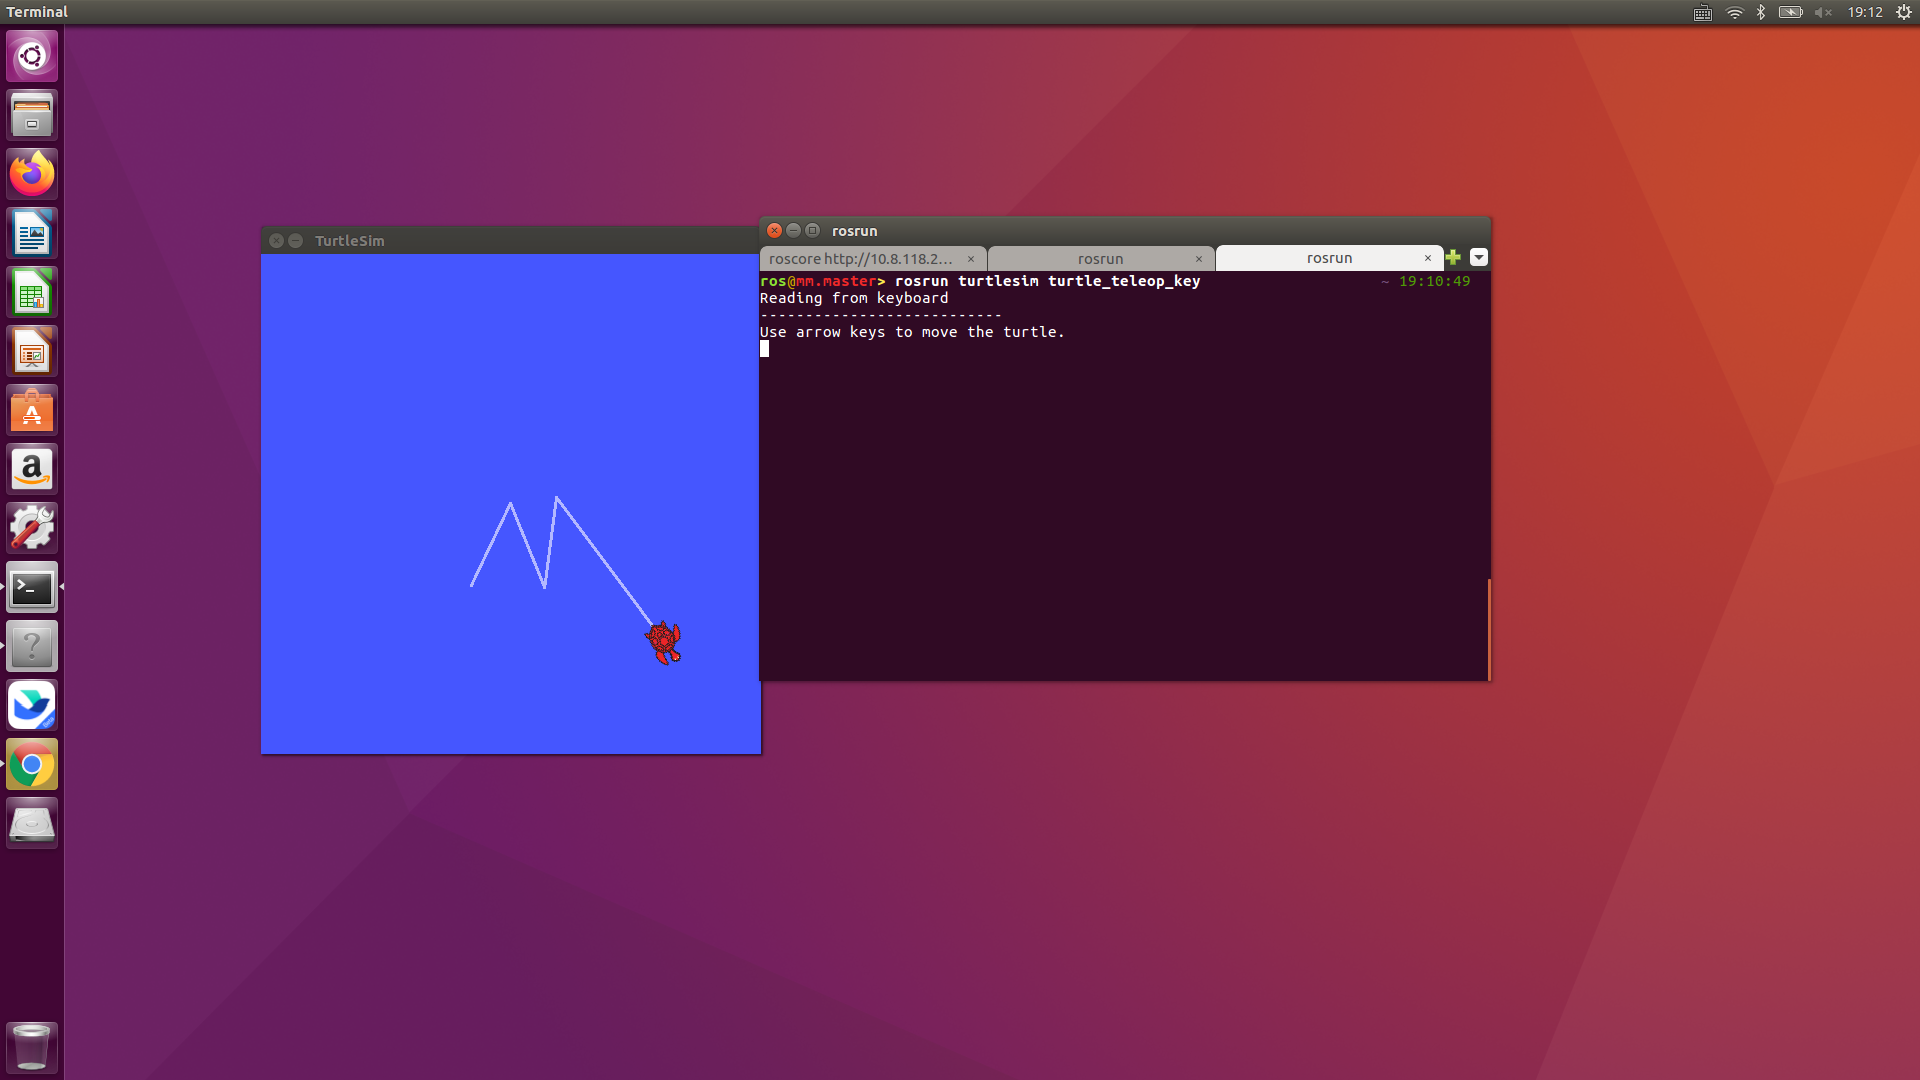 Terminal
19:12
TurtleSim
rosrun
roscore http://10.8.118.2...
rosrun
rosrun
ros@mm.master> rosrun turtlesim turtle_teleop_key ~ 19:10:49
Reading from keyboard
---------------------------
Use arrow keys to move the turtle.